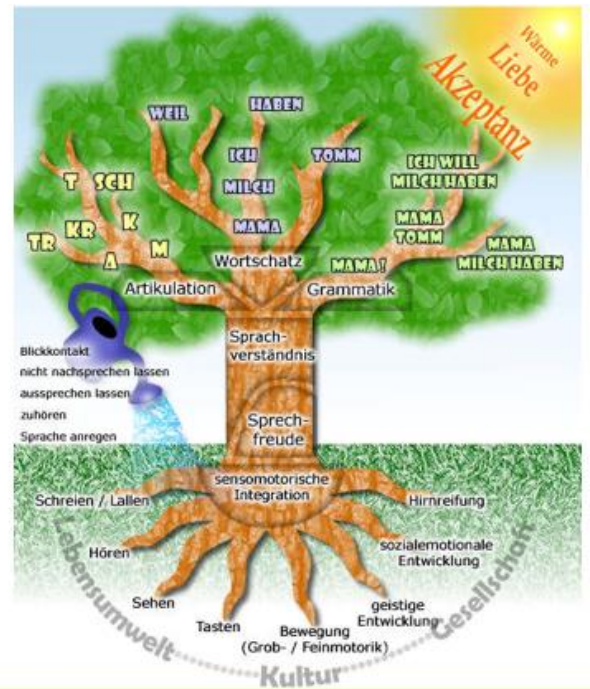 Wärme
Liebe
Akzeptanz
WEIL
HABEN
ICH
TOMM
MILCH
MAMA
ICH WILL
MILCH HABEN
MAMA
TOMM
MAMA
MILCH HABEN
MAMA!
T
SCH
K
KR
TR
M
A
Artikulation
Wortschatz
Grammatik
Sprach-
verständnis
Sprech-
freude
Blickkontakt
nicht nachsprechen lassen
aussprechen lassen
zuhören
Sprache anregen
sensomotorische
Integration
Schreien / Lallen
Hören
Sehen
Tasten
Bewegung
(Grob- / Feinmotorik)
geistige
Entwicklung
sozialemotionale
Entwicklung
Hirnreifung
Lebensumwelt
Kultur
Gesellschaft